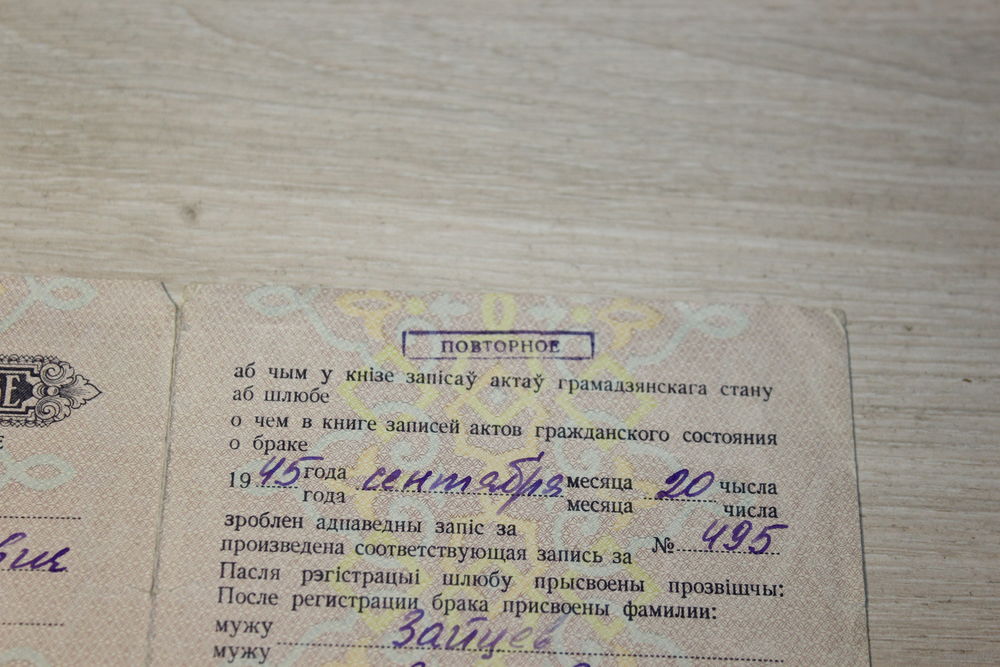 ПОВТОРНОЕ
аб чым у кнізе запісаў актаў грамадзянскага стану
аб шлюбе
о чем в книге записей актов гражданского состояния
о браке
1945 года сентября месяца 20 чысла
года месяца числа
зроблен адпаведны запіс за
произведена соответствующая запись за № 495
Пасля рэгістрацыі шлюбу прысвоены прозвішчы:
После регистрации брака присвоены фамилии:
мужу Зайцев
мужу